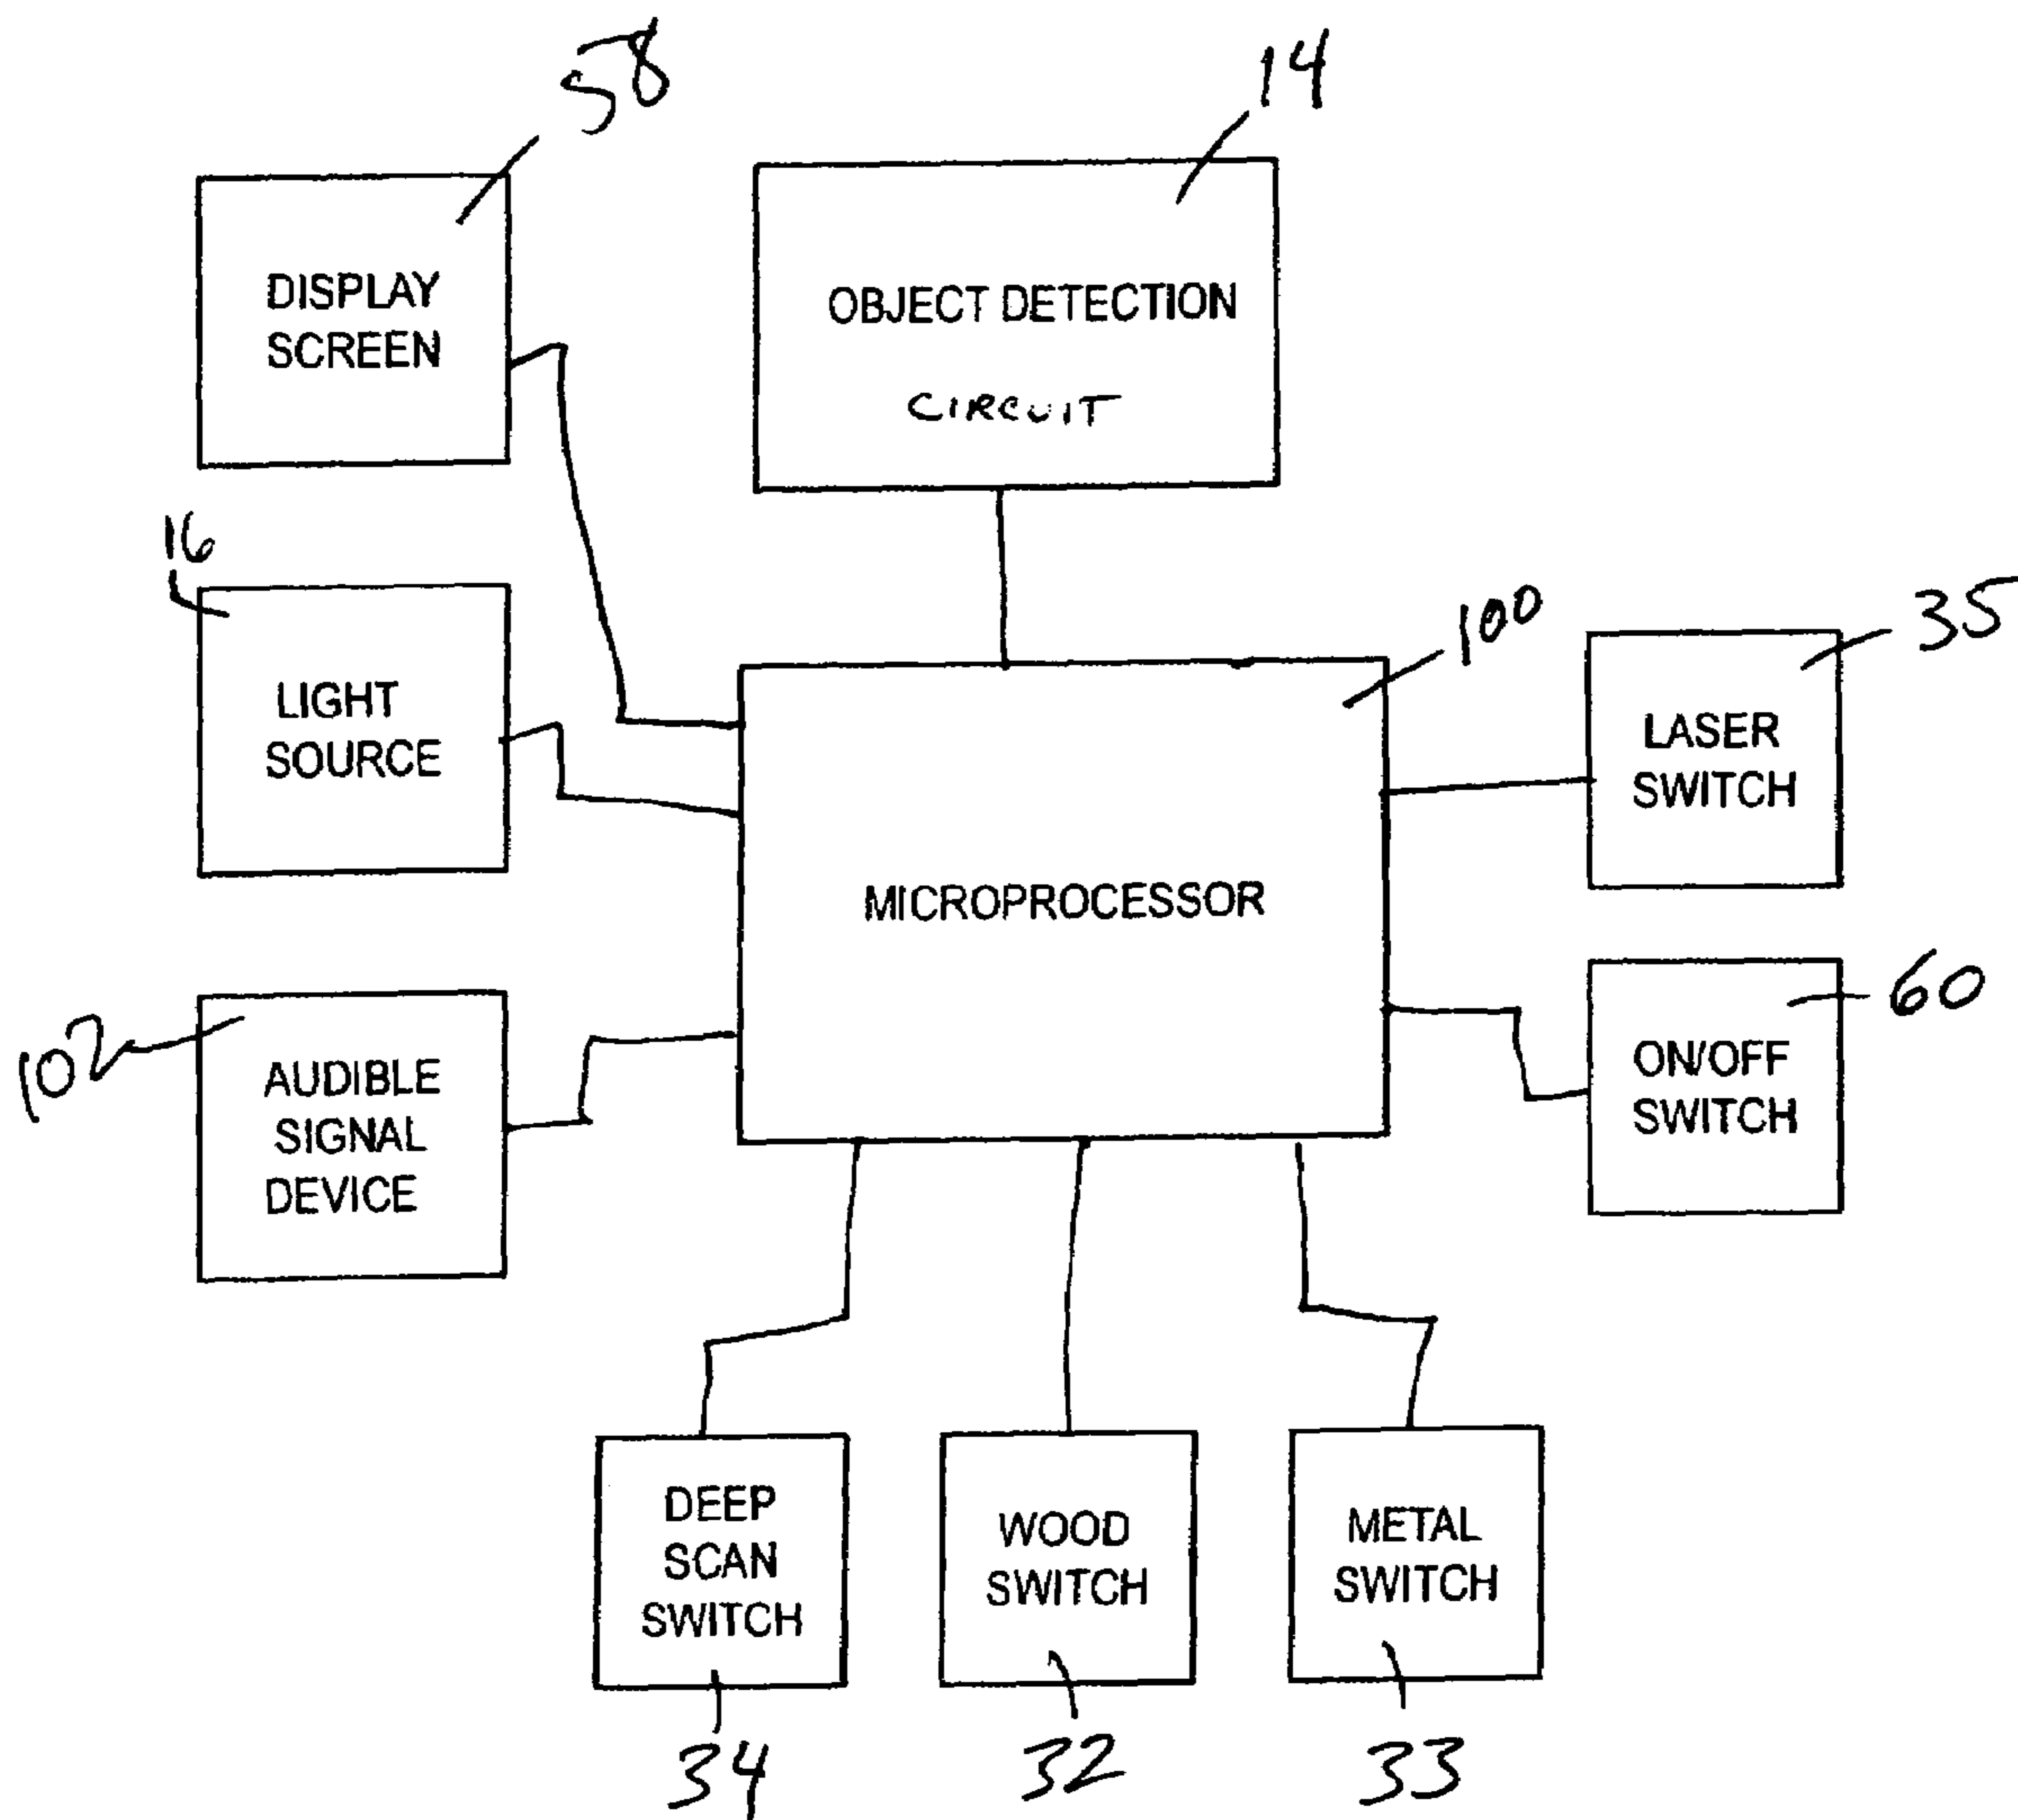 58
14
DISPLAY
SCREEN
OBJECT DETECTION
CIRCUIT
16
LIGHT
SOURCE
100
35
MICROPROCESSOR
LASER
SWITCH
102
AUDIBLE
SIGNAL
DEVICE
60
ON/OFF
SWITCH
DEEP
SCAN
SWITCH
WOOD
SWITCH
METAL
SWITCH
34
32
33